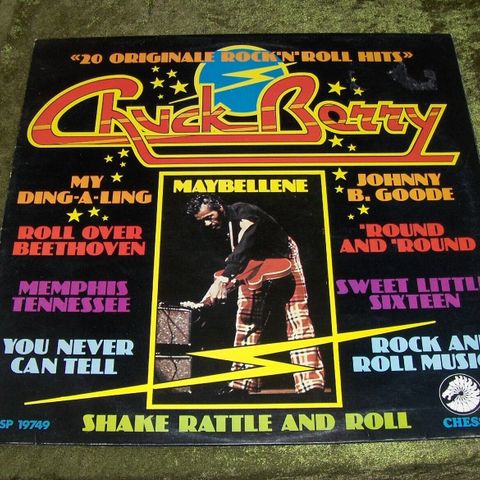 «20 ORIGINALE ROCK'N'ROLL HITS»
Chuck Berry
MY
DING-A-LING
ROLL OVER
BEETHOVEN
MEMPHIS
TENNESSEE
YOU NEVER
CAN TELL
MAYBELLENE
JOHNNY
B. GOODE
'ROUND
AND 'ROUND
SWEET LITTLE
SIXTEEN
ROCK AND
ROLL MUSIC
SHAKE RATTLE AND ROLL
SP 19749
CHESS